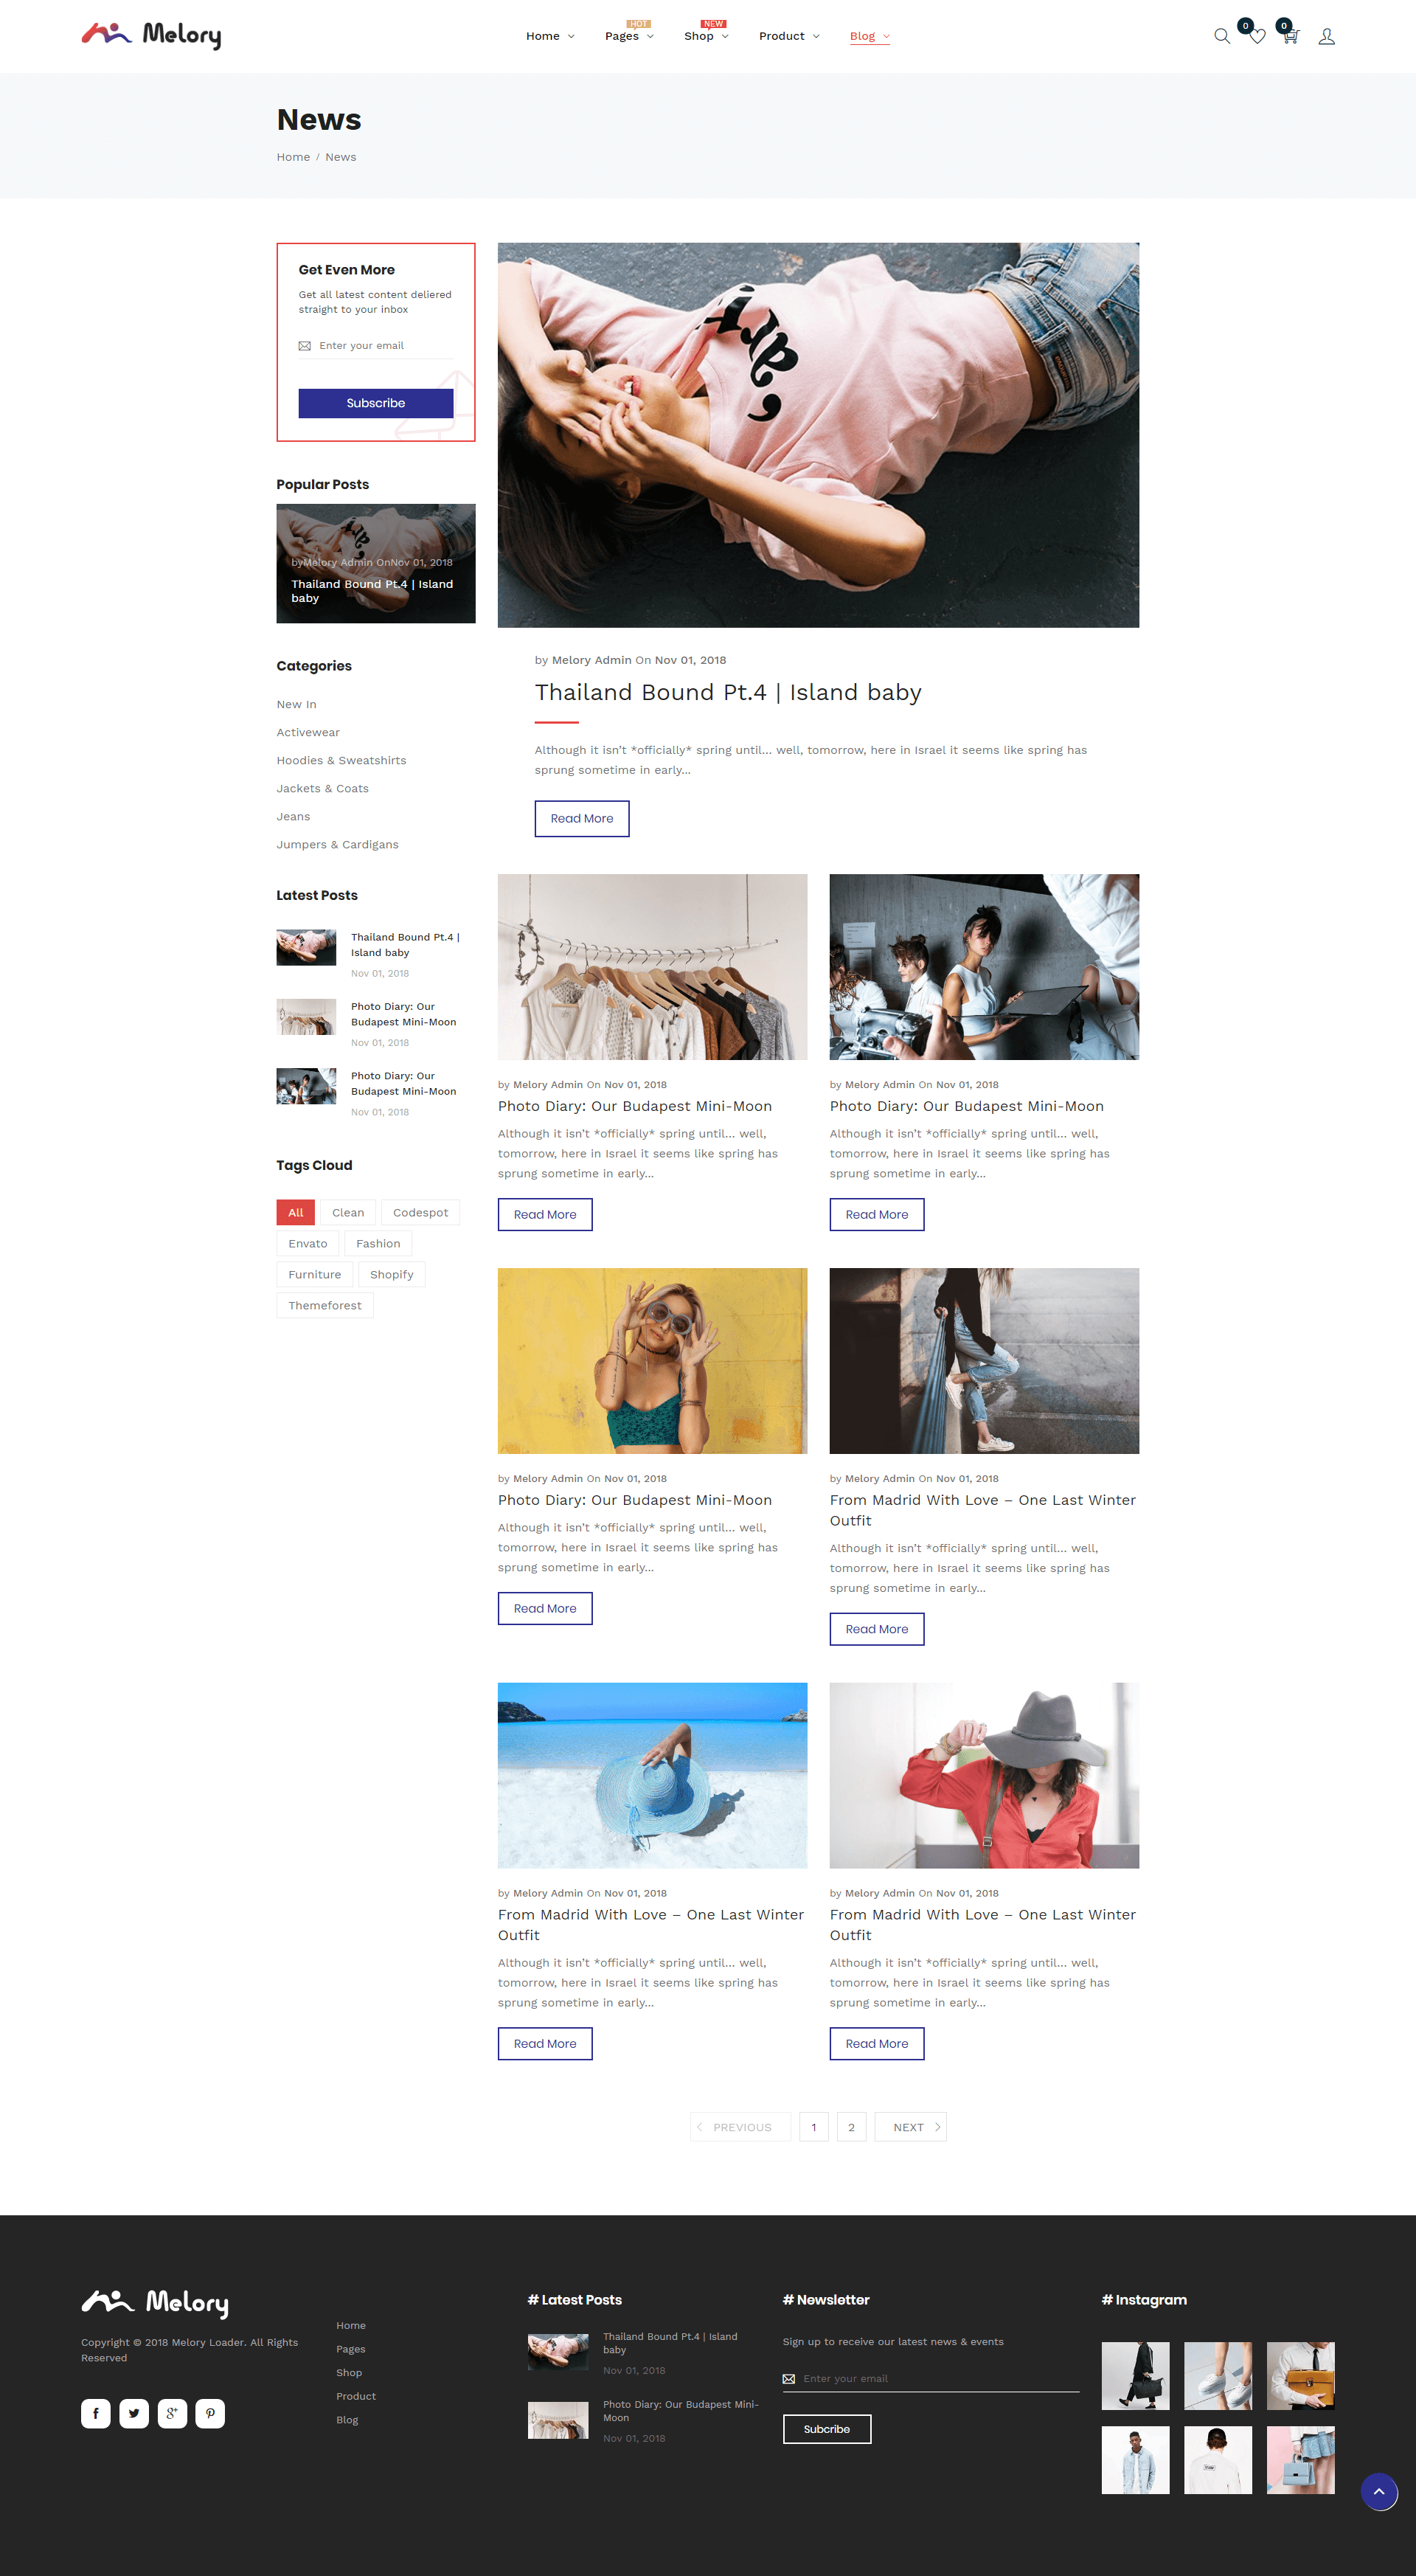 Melory
Home
Pages
HOT
Shop
NEW
Product
Blog
0
0
News
Home / News
Get Even More
Get all latest content deliered
straight to your inbox
Enter your email
Subscribe
Popular Posts
byMelory Admin OnNov 01, 2018
Thailand Bound Pt.4 | Island
baby
Categories
New In
Activewear
Hoodies & Sweatshirts
Jackets & Coats
Jeans
Jumpers & Cardigans
Latest Posts
Thailand Bound Pt.4 |
Island baby
Nov 01, 2018
Photo Diary: Our
Budapest Mini-Moon
Nov 01, 2018
Photo Diary: Our
Budapest Mini-Moon
Nov 01, 2018
Tags Cloud
All
Clean
Codespot
Envato
Fashion
Furniture
Shopify
Themeforest
by Melory Admin On Nov 01, 2018
Thailand Bound Pt.4 | Island baby
Although it isn't *officially* spring until... well, tomorrow, here in Israel it seems like spring has
sprung sometime in early...
Read More
by Melory Admin On Nov 01, 2018
Photo Diary: Our Budapest Mini-Moon
Although it isn't *officially* spring until... well,
tomorrow, here in Israel it seems like spring has
sprung sometime in early...
Read More
by Melory Admin On Nov 01, 2018
Photo Diary: Our Budapest Mini-Moon
Although it isn't *officially* spring until... well,
tomorrow, here in Israel it seems like spring has
sprung sometime in early...
Read More
by Melory Admin On Nov 01, 2018
Photo Diary: Our Budapest Mini-Moon
Although it isn't *officially* spring until... well,
tomorrow, here in Israel it seems like spring has
sprung sometime in early...
Read More
by Melory Admin On Nov 01, 2018
From Madrid With Love – One Last Winter
Outfit
Although it isn't *officially* spring until... well,
tomorrow, here in Israel it seems like spring has
sprung sometime in early...
Read More
by Melory Admin On Nov 01, 2018
From Madrid With Love – One Last Winter
Outfit
Although it isn't *officially* spring until... well,
tomorrow, here in Israel it seems like spring has
sprung sometime in early...
Read More
by Melory Admin On Nov 01, 2018
From Madrid With Love – One Last Winter
Outfit
Although it isn't *officially* spring until... well,
tomorrow, here in Israel it seems like spring has
sprung sometime in early...
Read More
PREVIOUS
1
2
NEXT
Melory
Copyright © 2018 Melory Loader. All Rights
Reserved
Home
Pages
Shop
Product
Blog
# Latest Posts
Thailand Bound Pt.4 | Island
baby
Nov 01, 2018
Photo Diary: Our Budapest Mini-
Moon
Nov 01, 2018
# Newsletter
Sign up to receive our latest news & events
Enter your email
Subcribe
# Instagram